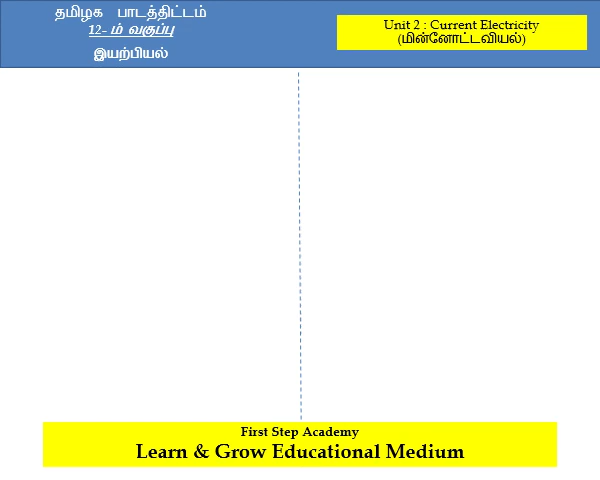 தமிழக பாடத்திட்டம்
12- ம் வகுப்பு
இயற்பியல்
Unit 2 : Current Electricity
(மின்னோட்டவியல்)
First Step Academy
Learn & Grow Educational Medium